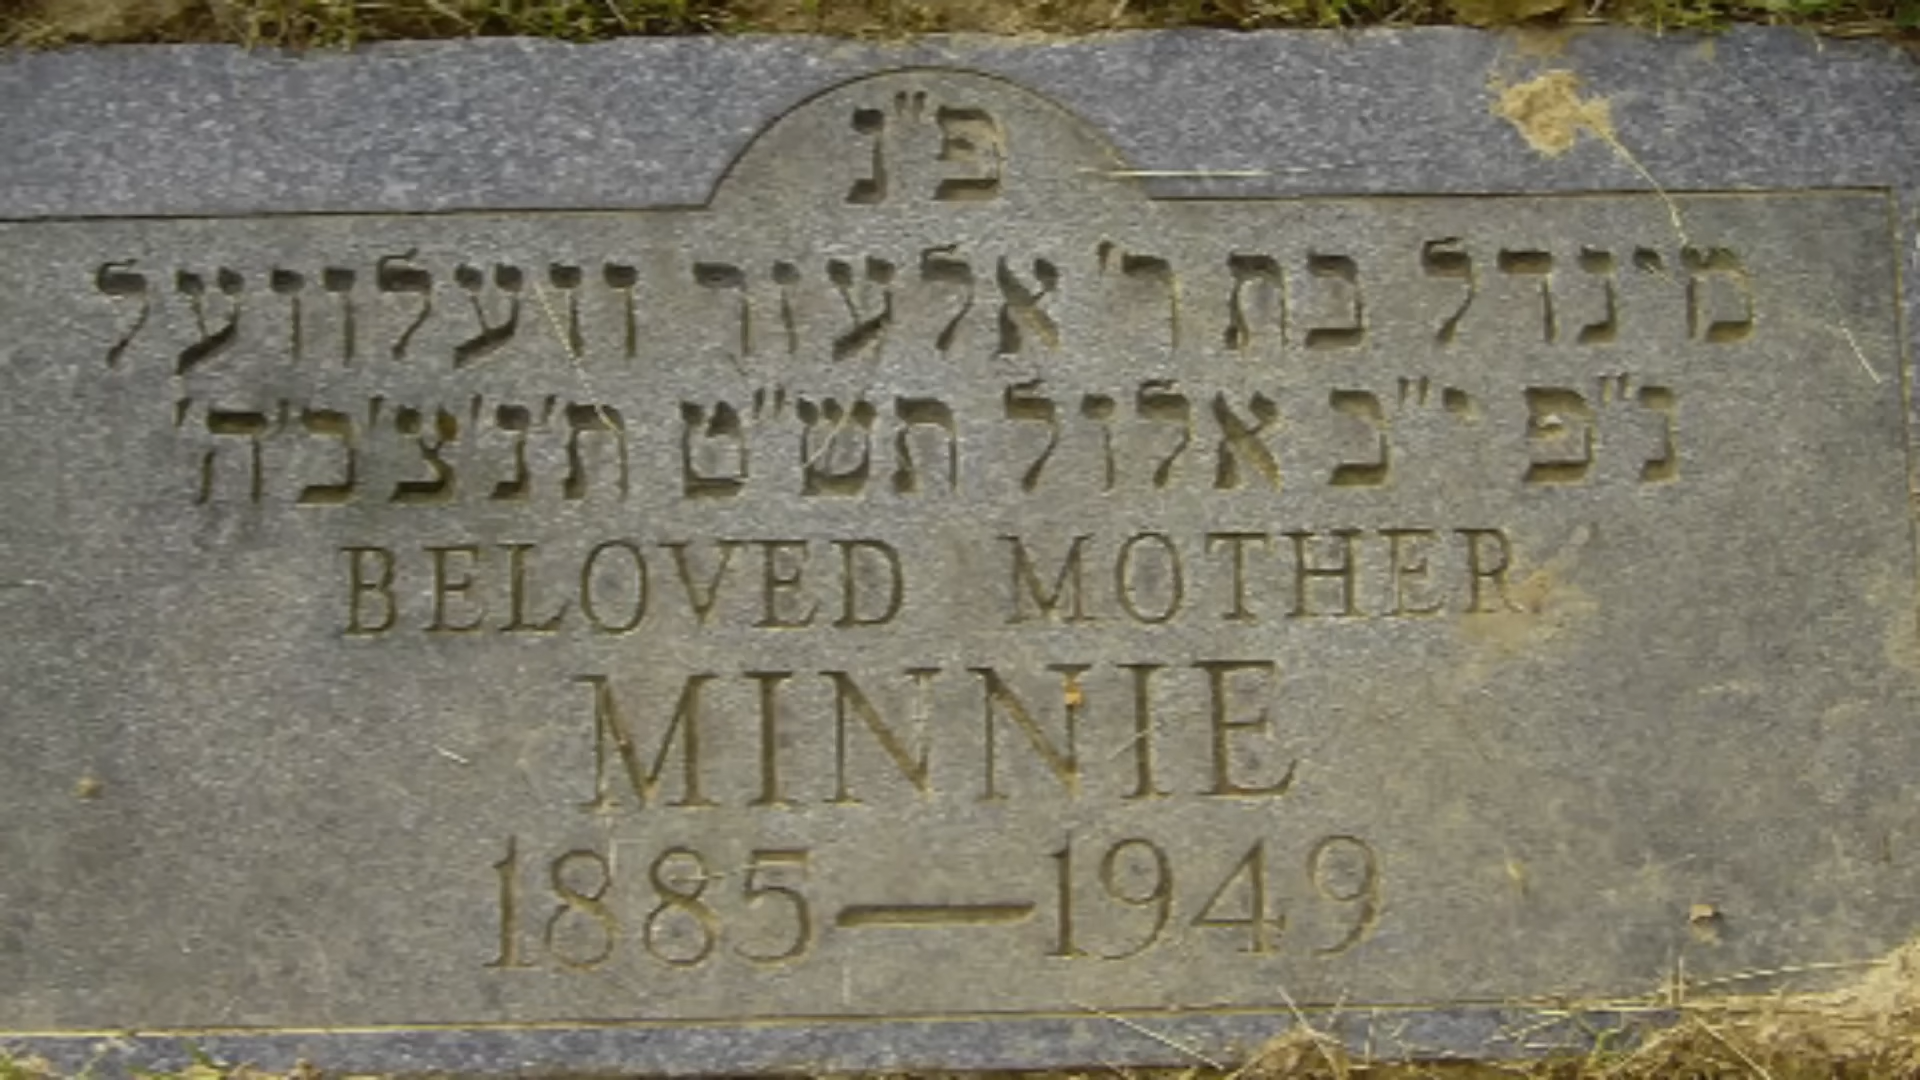 פ"נ
מינדל בת ר' אלעזר וועלוועל
נ"פ י"כ אלול תש"ט ת'נ'צ'ב'ה'
BELOVED MOTHER
MINNIE
1885—1949